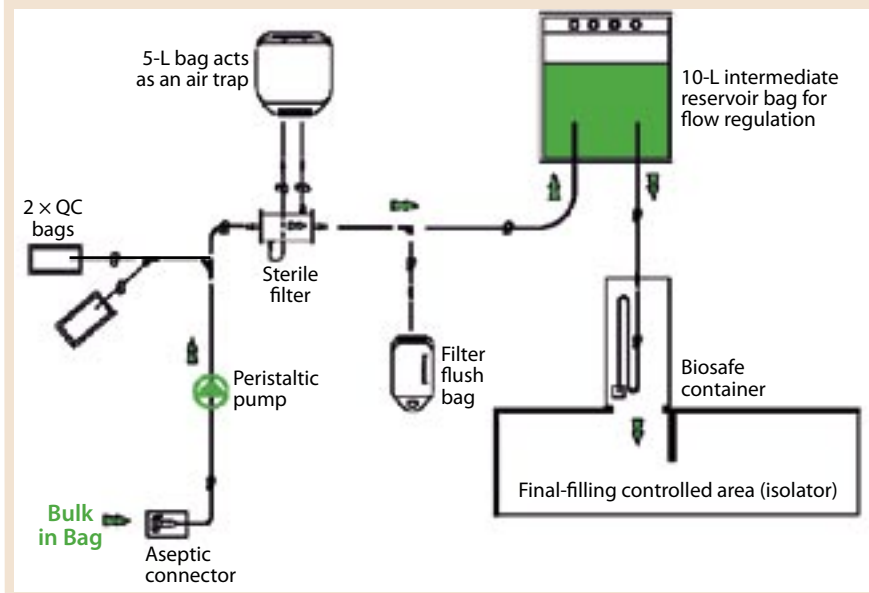 5-L bag acts
as an air trap
10-L intermediate
reservoir bag for
flow regulation
2 × QC
bags
Sterile
filter
Peristaltic
pump
Filter
flush
bag
Biosafe
container
Final-filling controlled area (isolator)
Bulk
in Bag
Aseptic
connector